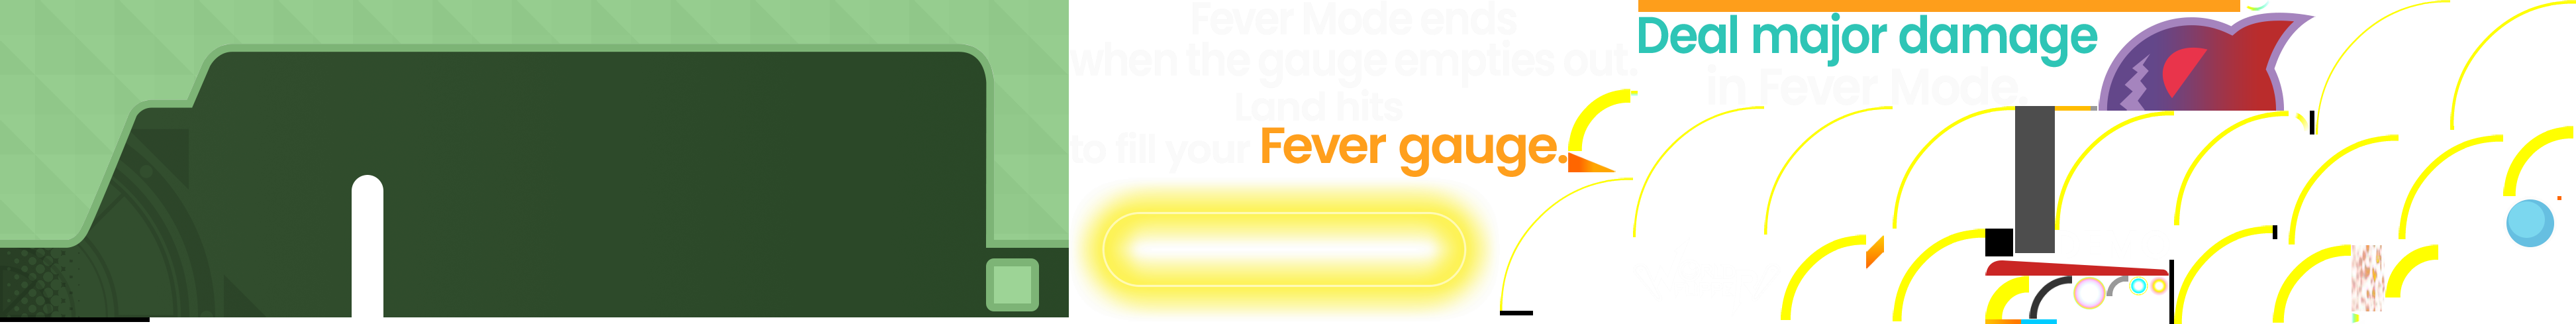 Fever Mode ends
when the gauge empties out.
Land hits
to fill your Fever gauge.
Deal major damage
in Fever Mode.